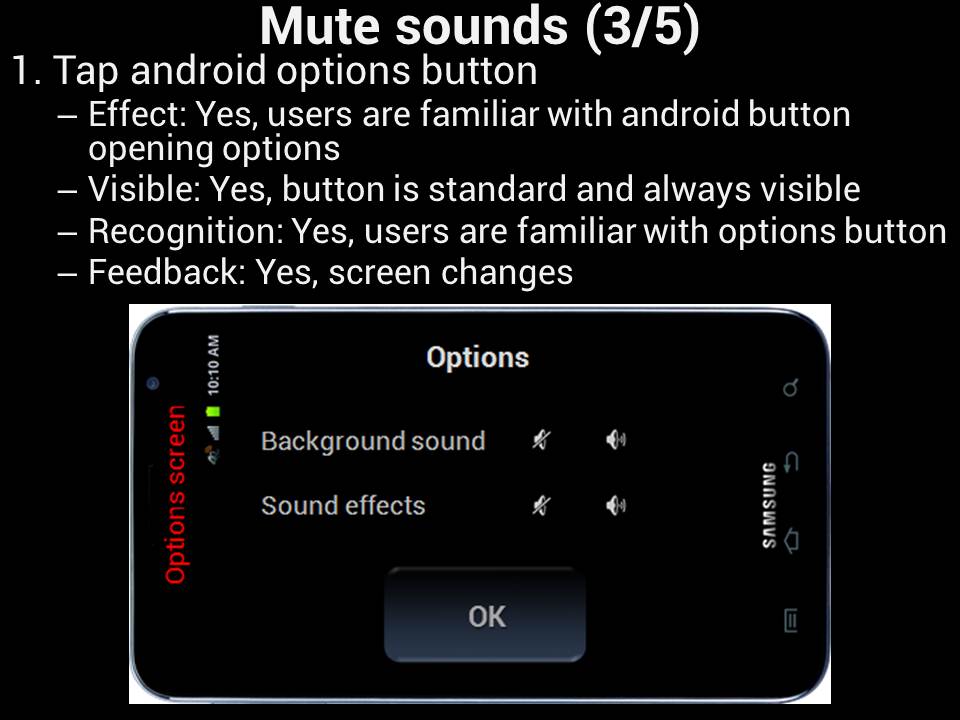 Mute sounds (3/5)
1. Tap android options button
– Effect: Yes, users are familiar with android button
opening options
– Visible: Yes, button is standard and always visible
– Recognition: Yes, users are familiar with options button
– Feedback: Yes, screen changes
Options screen
10:10 AM
Options
Background sound
Sound effects
OK
SAMSUNG